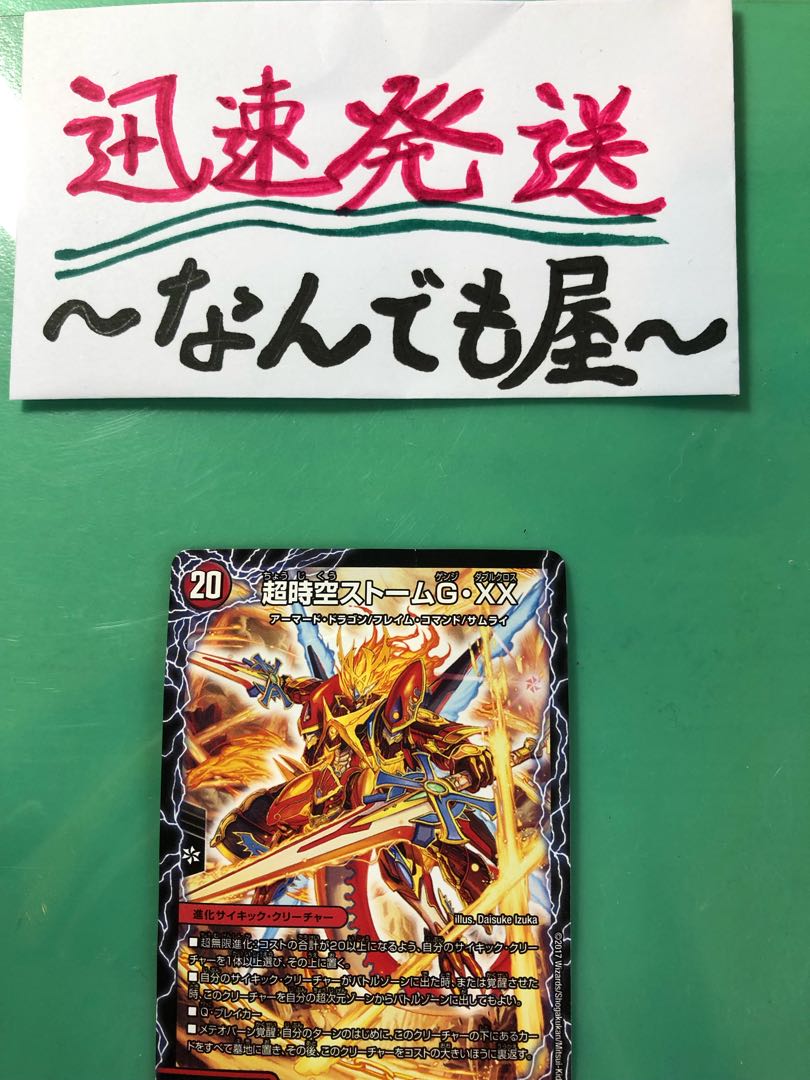 迅速発送
～なんでも屋～
20
ちょうじくう ゲンジ ダブルクロス
超時空ストームG・XX
アーマード・ドラゴン/フレイム・コマンド/サムライ
進化サイキック・クリーチャー
illus. Daisuke Izuka
■超無限進化：コストの合計が20以上になるよう、自分のサイキック・クリー
チャーを1体以上選び、その上に置く。
■自分のサイキック・クリーチャーがバトルゾーンに出た時、または覚醒させた
時、このクリーチャーを自分の超次元ゾーンからバトルゾーンに出してもよい。
■Q・ブレイカー
■メテオバーン覚醒：自分のターンのはじめに、このクリーチャーの下にあるカー
ドをすべて墓地に置き、その後、このクリーチャーをコストの大きいほうに裏返す。
©2017 Wizards/Shogakukan/Mitsui-Kids